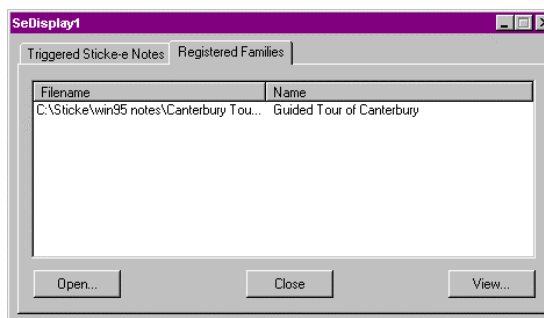 SeDisplay1
Triggered Sticke-e Notes Registered Families
Filename Name
C:\Sticke\win95 notes\Canterbury Tou... Guided Tour of Canterbury
Open... Close View...